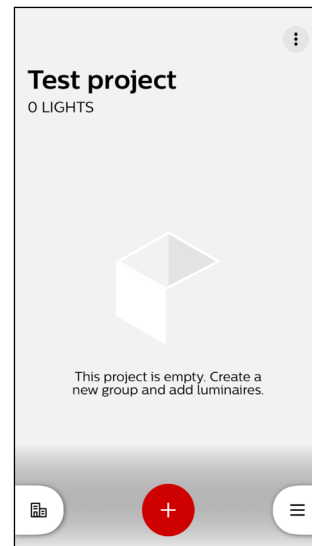 Test project
0 LIGHTS
This project is empty. Create a
new group and add luminaires.